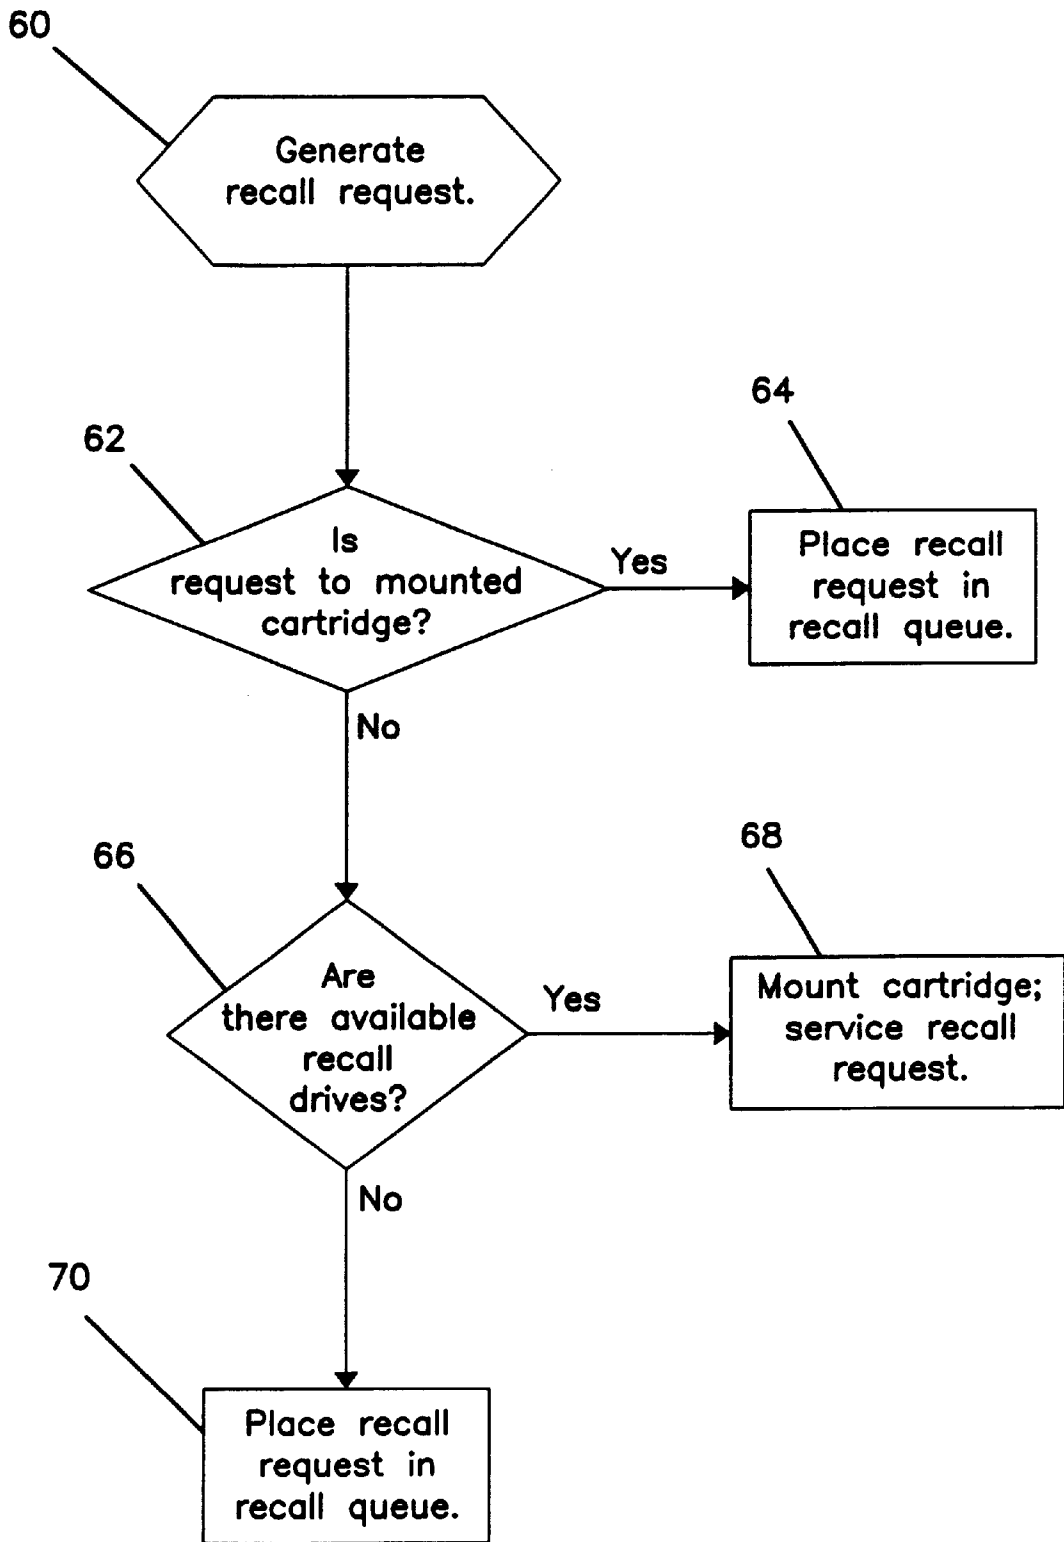 60
Generate
recall request.
62
Is
request to mounted
cartridge?
Yes
64
Place recall
request in
recall queue.
No
66
Are
there available
recall
drives?
Yes
68
Mount cartridge;
service recall
request.
No
70
Place recall
request in
recall queue.